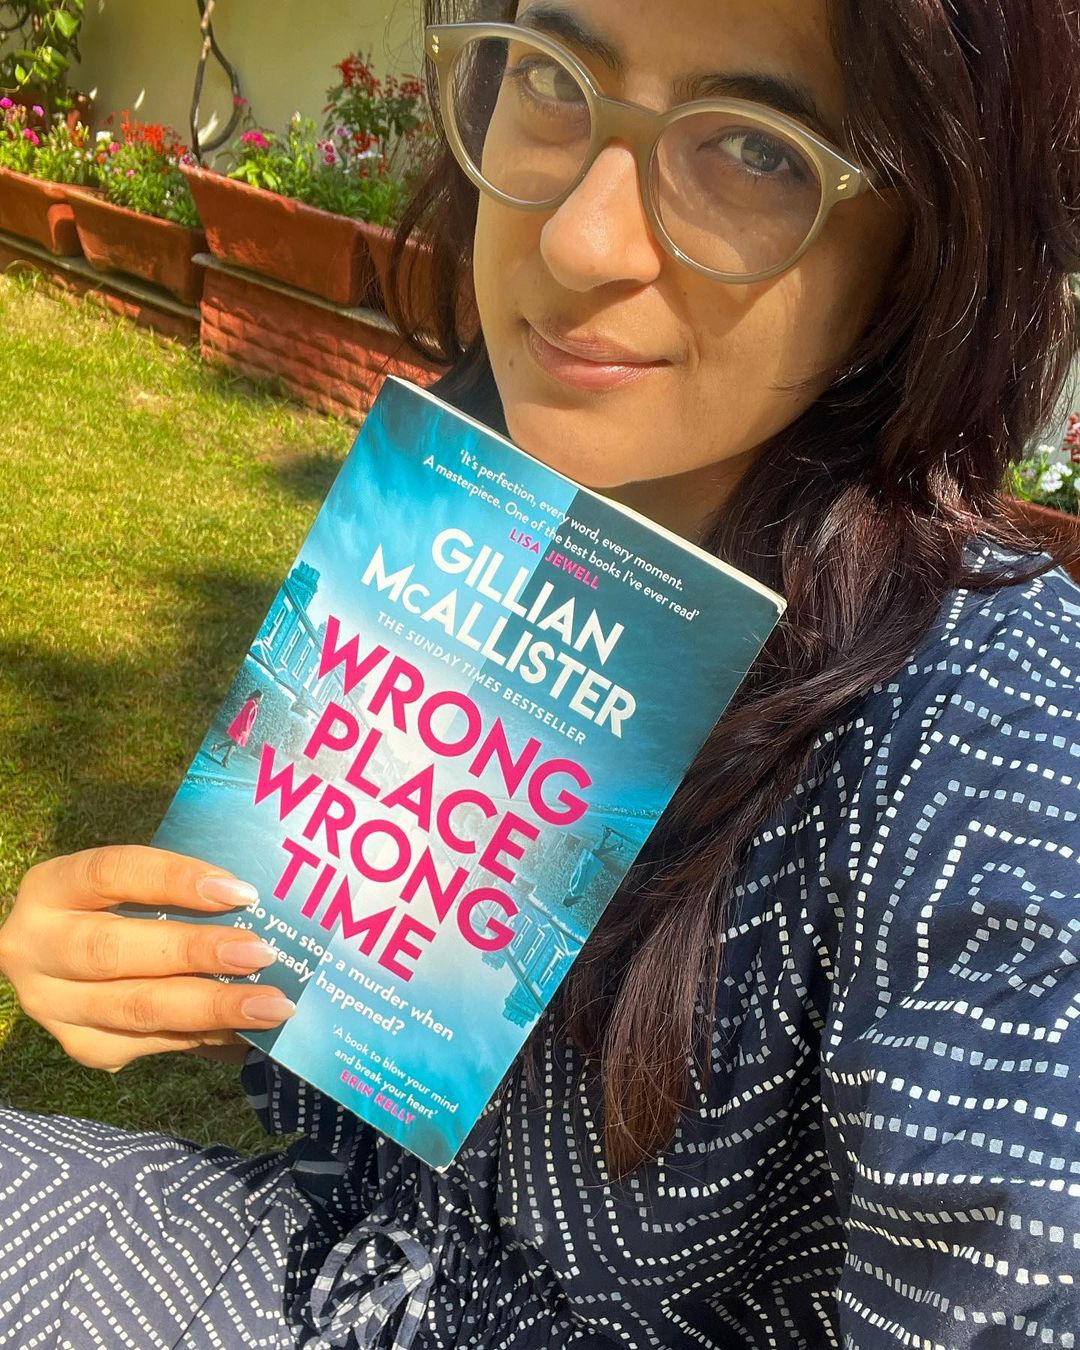 'It's perfection, every word, every moment.
A masterpiece. One of the best books I've ever read'
LISA JEWELL
GILLIAN
McALLISTER
THE SUNDAY TIMES BESTSELLER
WRONG
PLACE
WRONG
TIME
do you stop a murder when
it's already happened?
'A book to blow your mind
and break your heart'
ERIN KELLY